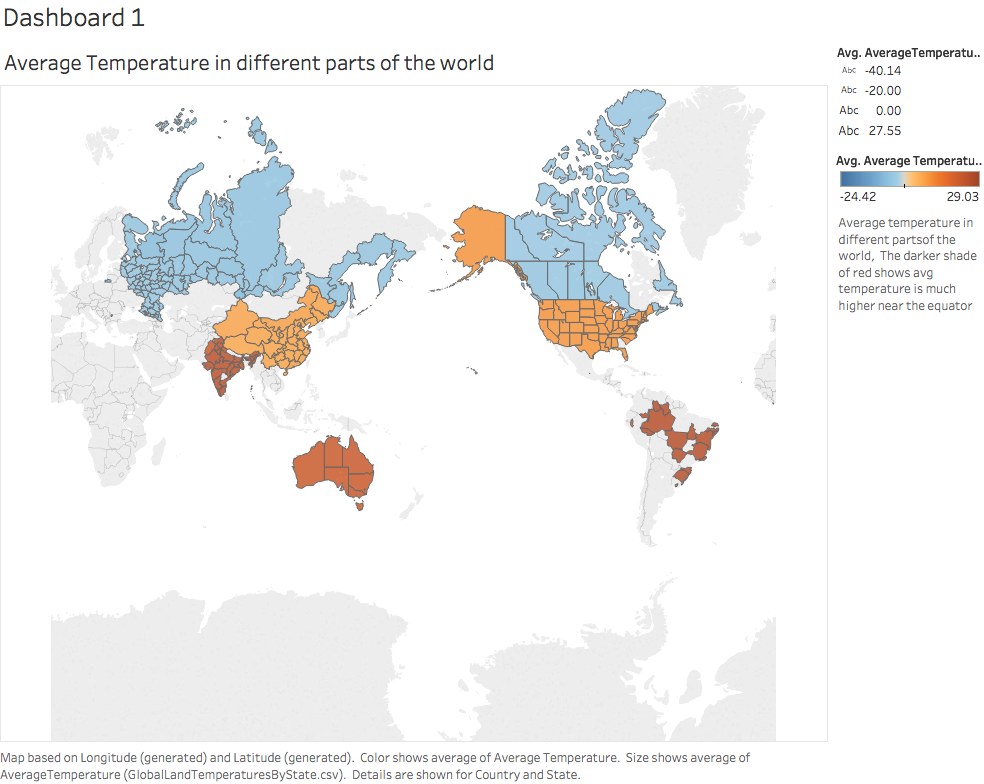 Dashboard 1
Average Temperature in different parts of the world
Avg. AverageTemperatu..
Abc -40.14
Abc -20.00
Abc 0.00
Abc 27.55
Avg. Average Temperatu..
-24.42 29.03
Average temperature in
different partsof the
world, The darker shade
of red shows avg
temperature is much
higher near the equator
Map based on Longitude (generated) and Latitude (generated). Color shows average of Average Temperature. Size shows average of
AverageTemperature (GlobalLandTemperaturesByState.csv). Details are shown for Country and State.